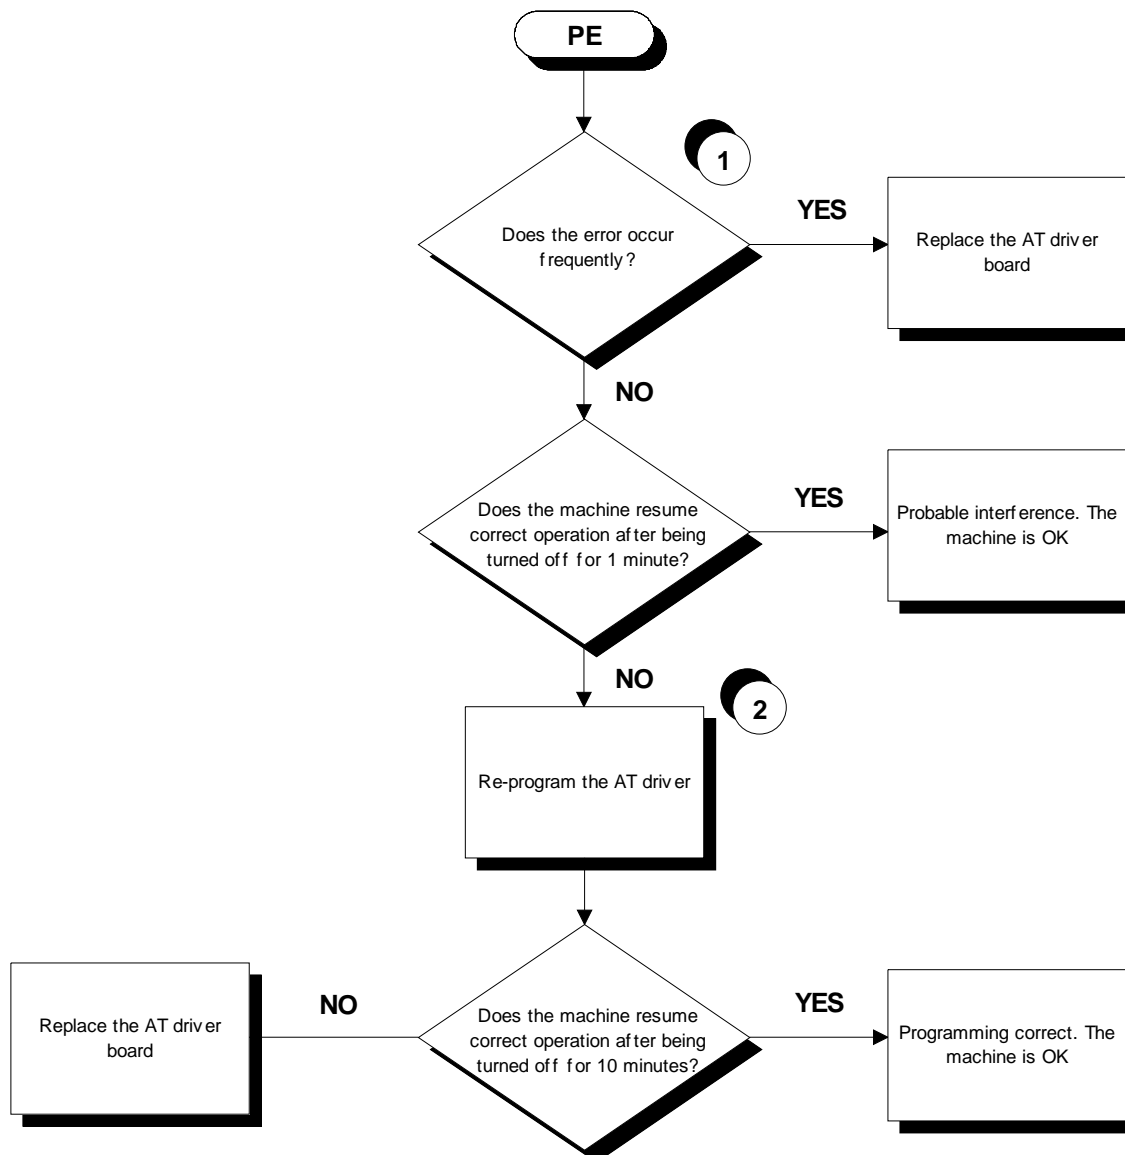 PE
1
Does the error occur
frequently?
YES
Replace the AT driver
board
NO
Does the machine resume
correct operation after being
turned off for 1 minute?
YES
Probable interference. The
machine is OK
NO
2
Re-program the AT driver
Replace the AT driver
board
NO
Does the machine resume
correct operation after being
turned off for 10 minutes?
YES
Programming correct. The
machine is OK